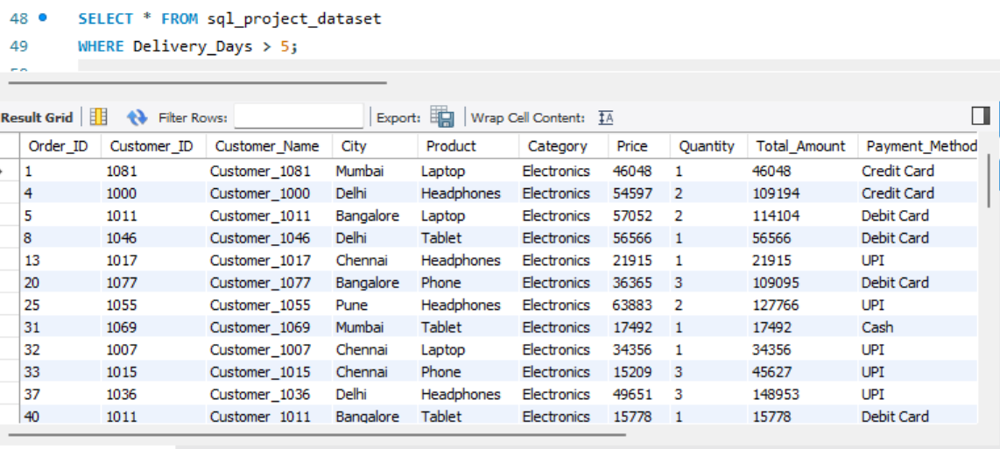 48 SELECT * FROM sql_project_dataset
49 WHERE Delivery_Days > 5;
Result Grid Filter Rows: Export: Wrap Cell Content: IA
Order_ID Customer_ID Customer_Name City Product Category Price Quantity Total_Amount Payment_Method
1 1081 Customer_1081 Mumbai Laptop Electronics 46048 1 46048 Credit Card
4 1000 Customer_1000 Delhi Headphones Electronics 54597 2 109194 Credit Card
5 1011 Customer_1011 Bangalore Laptop Electronics 57052 2 114104 Debit Card
8 1046 Customer_1046 Delhi Tablet Electronics 56566 1 56566 Debit Card
13 1017 Customer_1017 Chennai Headphones Electronics 21915 1 21915 UPI
20 1077 Customer_1077 Bangalore Phone Electronics 36365 3 109095 Debit Card
25 1055 Customer_1055 Pune Headphones Electronics 63883 2 127766 UPI
31 1069 Customer_1069 Mumbai Tablet Electronics 17492 1 17492 Cash
32 1007 Customer_1007 Chennai Laptop Electronics 34356 1 34356 UPI
33 1015 Customer_1015 Chennai Phone Electronics 15209 3 45627 UPI
37 1036 Customer_1036 Delhi Headphones Electronics 49651 3 148953 UPI
40 1011 Customer_1011 Bangalore Tablet Electronics 15778 1 15778 Debit Card